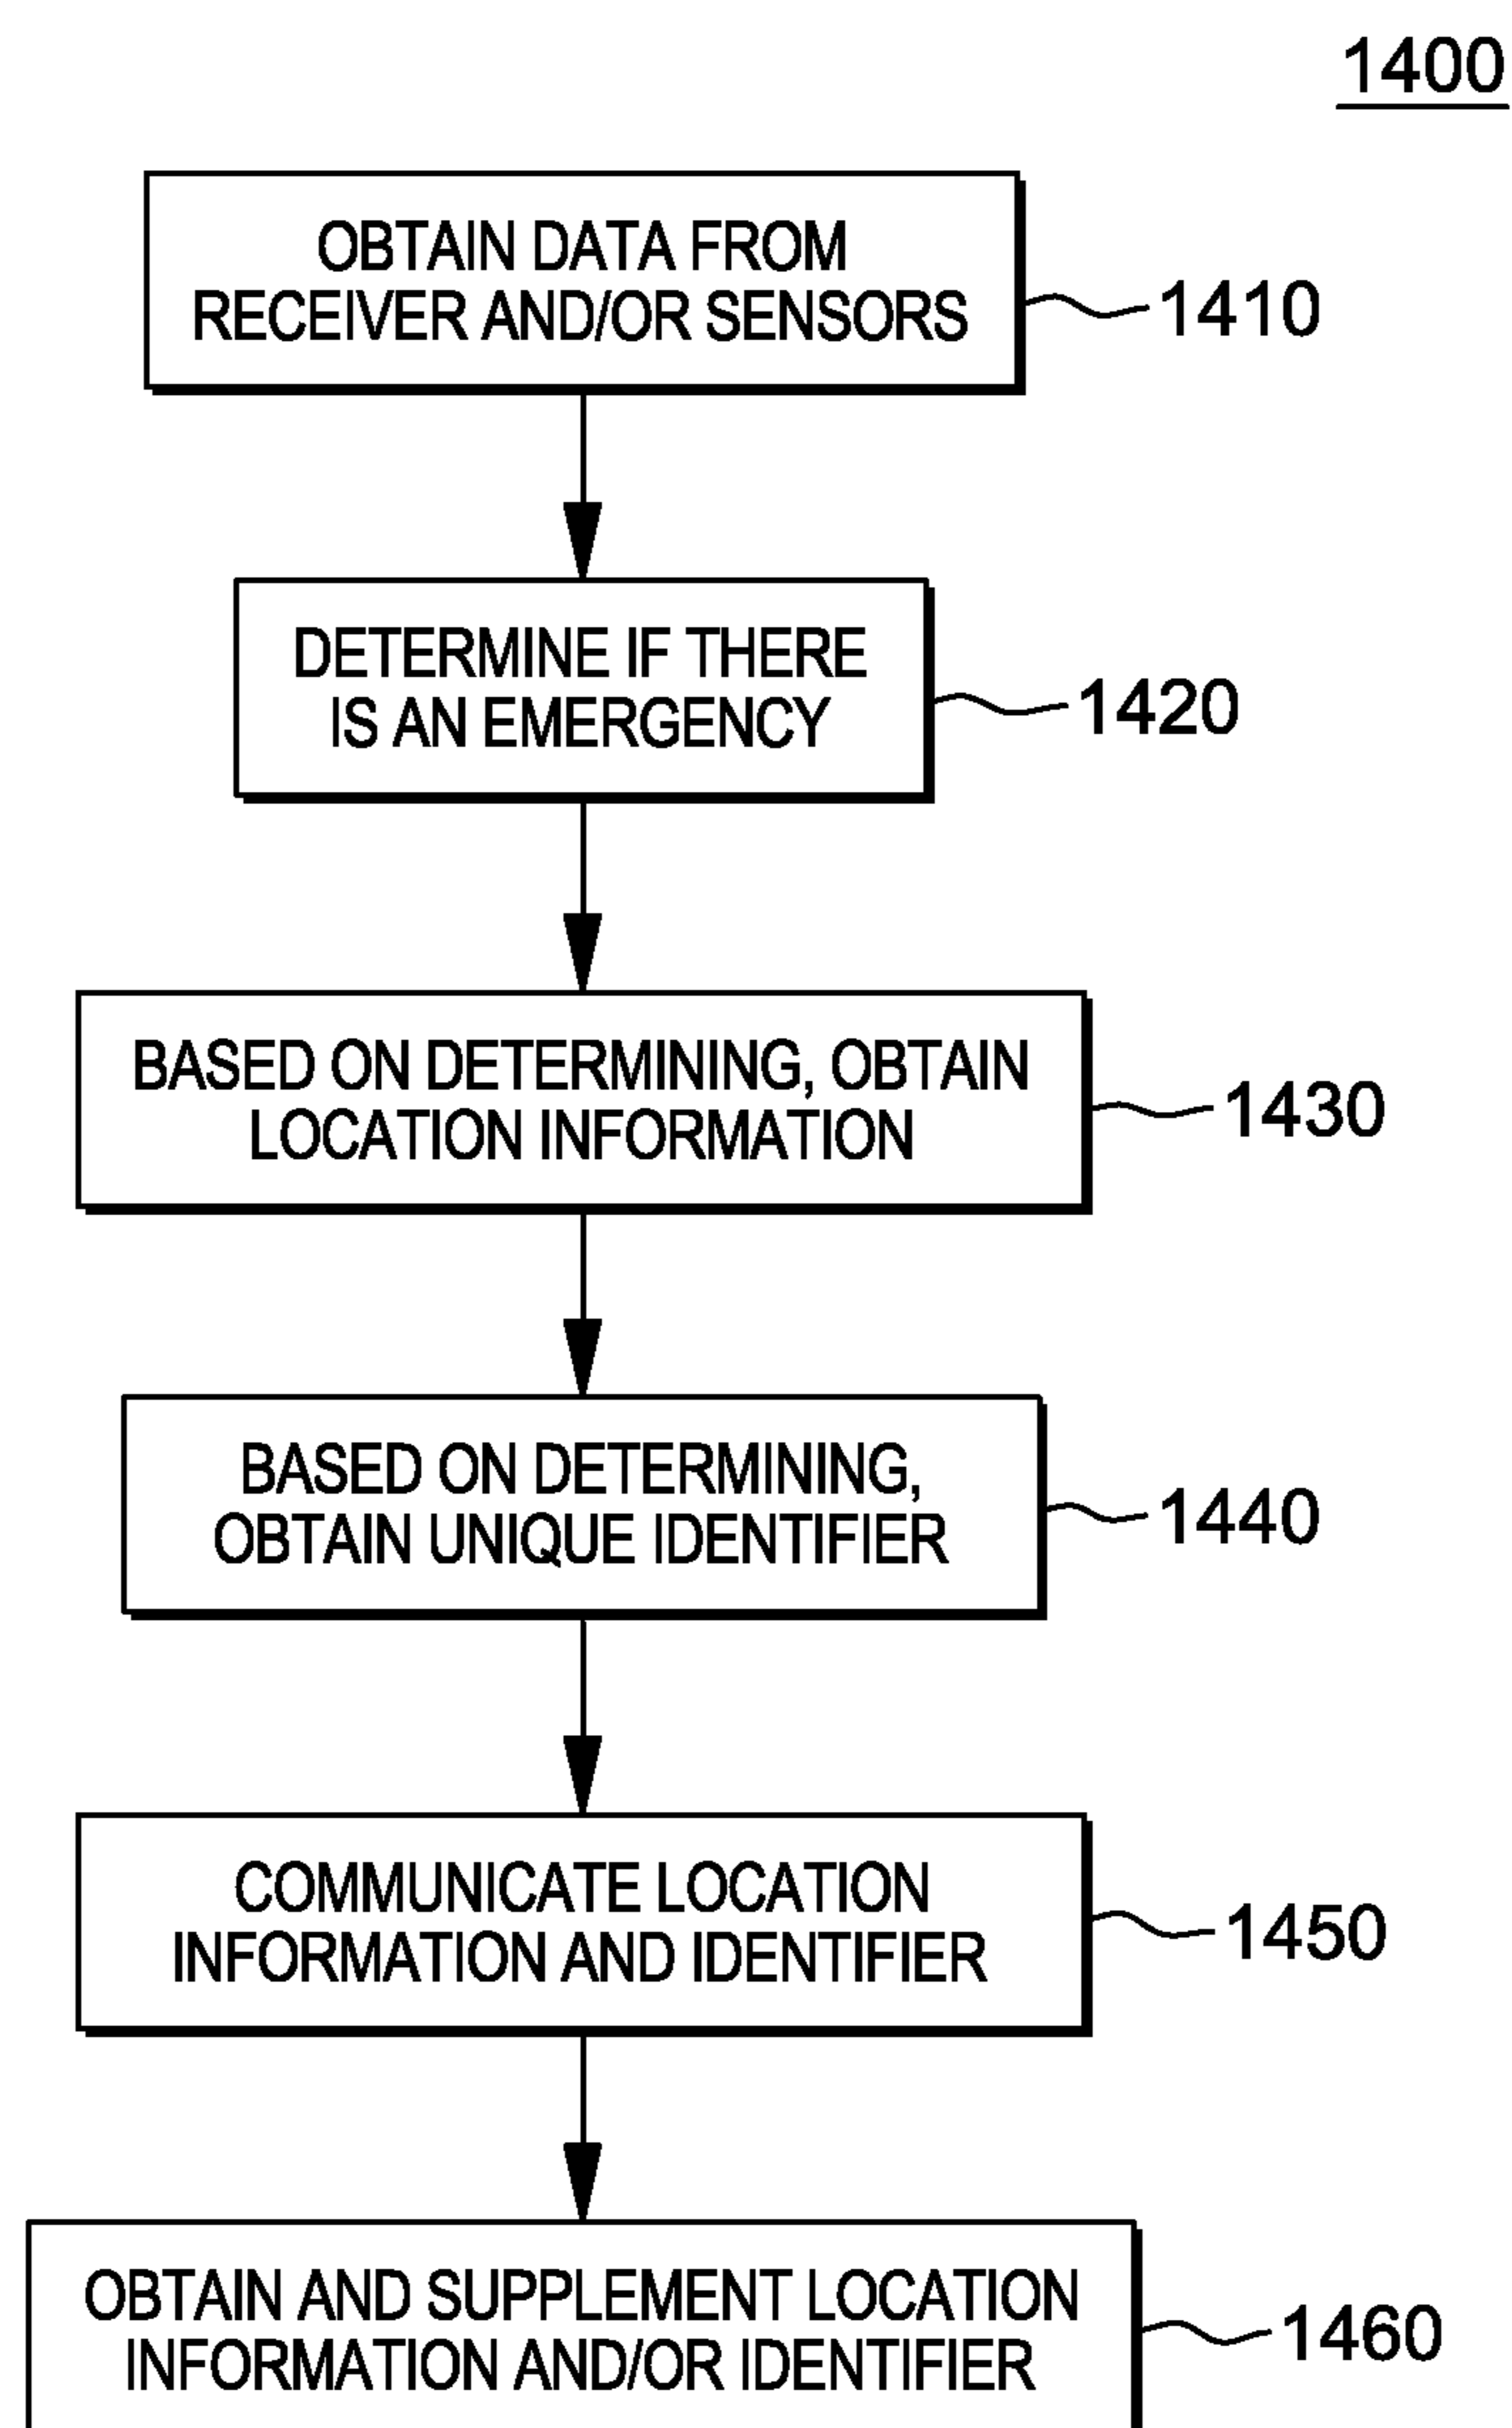 1400
OBTAIN DATA FROM
RECEIVER AND/OR SENSORS
1410
DETERMINE IF THERE
IS AN EMERGENCY
1420
BASED ON DETERMINING, OBTAIN
LOCATION INFORMATION
1430
BASED ON DETERMINING,
OBTAIN UNIQUE IDENTIFIER
1440
COMMUNICATE LOCATION
INFORMATION AND IDENTIFIER
1450
OBTAIN AND SUPPLEMENT LOCATION
INFORMATION AND/OR IDENTIFIER
1460